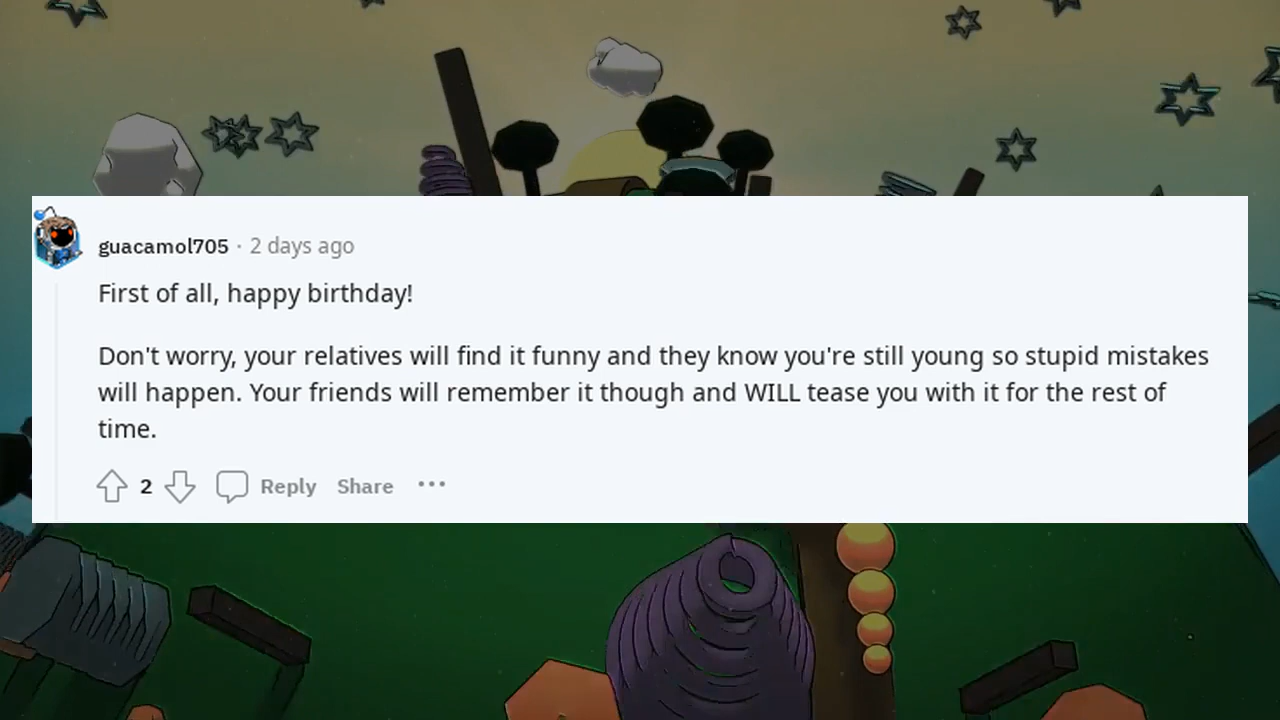 guacamol705 · 2 days ago
First of all, happy birthday!
Don't worry, your relatives will find it funny and they know you're still young so stupid mistakes
will happen. Your friends will remember it though and WILL tease you with it for the rest of
time.
2 Reply Share ···